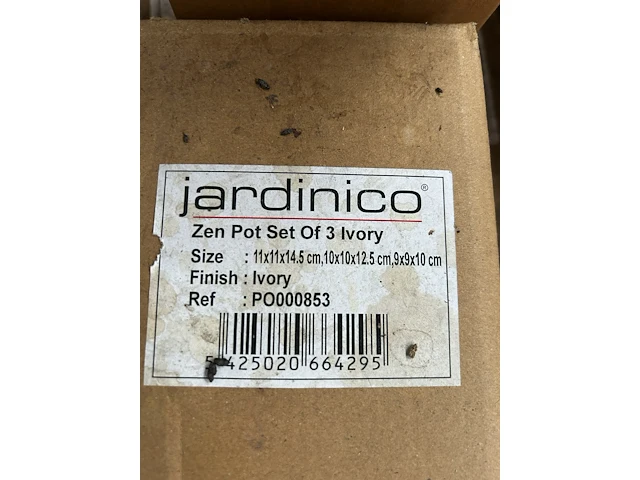 jardinico®
Zen Pot Set Of 3 Ivory
Size : 11x11x14.5 cm,10x10x12.5 cm,9x9x10 cm
Finish : Ivory
Ref : PO000853
5 425020 664295